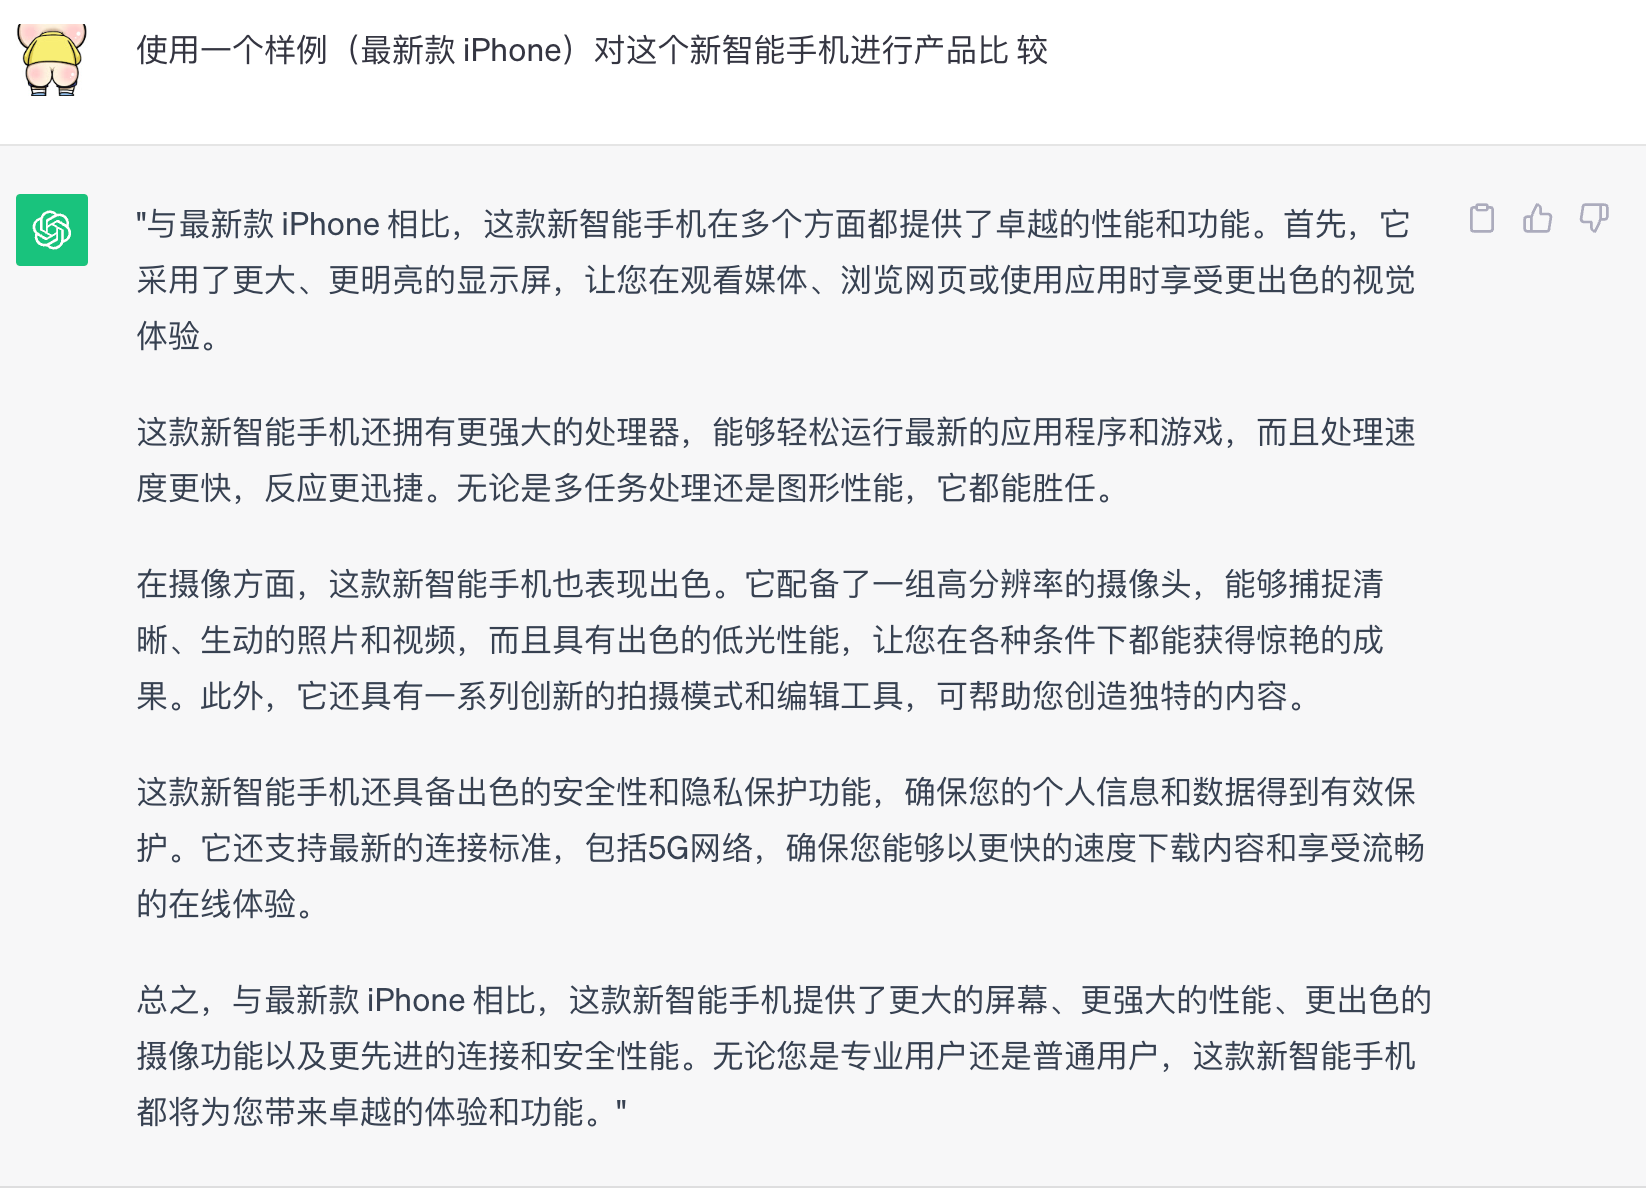 使用一个样例（最新款 iPhone）对这个新智能手机进行产品比 较
"与最新款 iPhone 相比，这款新智能手机在多个方面都提供了卓越的性能和功能。首先，它
采用了更大、更明亮的显示屏，让您在观看媒体、浏览网页或使用应用时享受更出色的视觉
体验。
这款新智能手机还拥有更强大的处理器，能够轻松运行最新的应用程序和游戏，而且处理速
度更快，反应更迅捷。无论是多任务处理还是图形性能，它都能胜任。
在摄像方面，这款新智能手机也表现出色。它配备了一组高分辨率的摄像头，能够捕捉清
晰、生动的照片和视频，而且具有出色的低光性能，让您在各种条件下都能获得惊艳的成
果。此外，它还具有一系列创新的拍摄模式和编辑工具，可帮助您创造独特的内容。
这款新智能手机还具备出色的安全性和隐私保护功能，确保您的个人信息和数据得到有效保
护。它还支持最新的连接标准，包括5G网络，确保您能够以更快的速度下载内容和享受流畅
的在线体验。
总之，与最新款 iPhone 相比，这款新智能手机提供了更大的屏幕、更强大的性能、更出色的
摄像功能以及更先进的连接和安全性能。无论您是专业用户还是普通用户，这款新智能手机
都将为您带来卓越的体验和功能。"